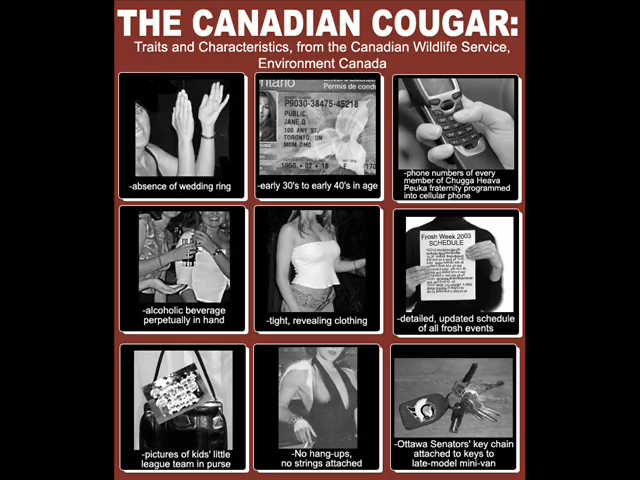 THE CANADIAN COUGAR:
Traits and Characteristics, from the Canadian Wildlife Service,
Environment Canada
-absence of wedding ring
ntario
Permis de condu
P9030-38475-45218
PUBLIC,
JANE,Q
100 ANY ST
TORONTO, ON
-early 30's to early 40's in age
-phone numbers of every
member of Chugga Heava
Peuka fraternity programmed
into cellular phone
-alcoholic beverage
perpetually in hand
-tight, revealing clothing
Frosh Week 2003
SCHEDULE
-detailed, updated schedule
of all frosh events
-pictures of kids' little
league team in purse
-No hang-ups,
no strings attached
-Ottawa Senators' key chain
attached to keys to
late-model mini-van